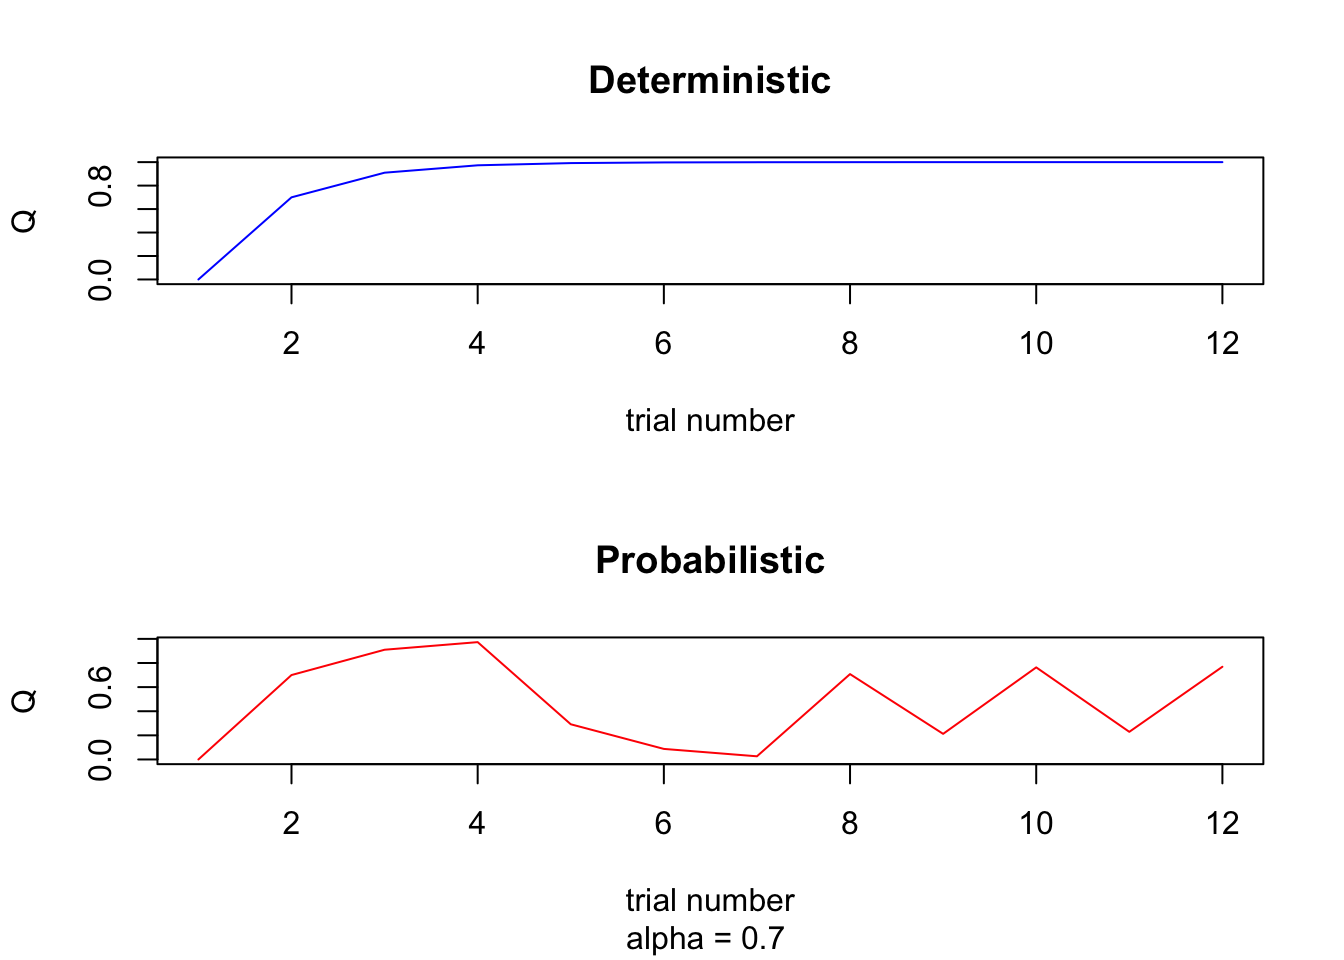 Deterministic
Q
0.8
0.0
2 4 6 8 10 12
trial number
Probabilistic
Q
0.6
0.0
2 4 6 8 10 12
trial number
alpha = 0.7